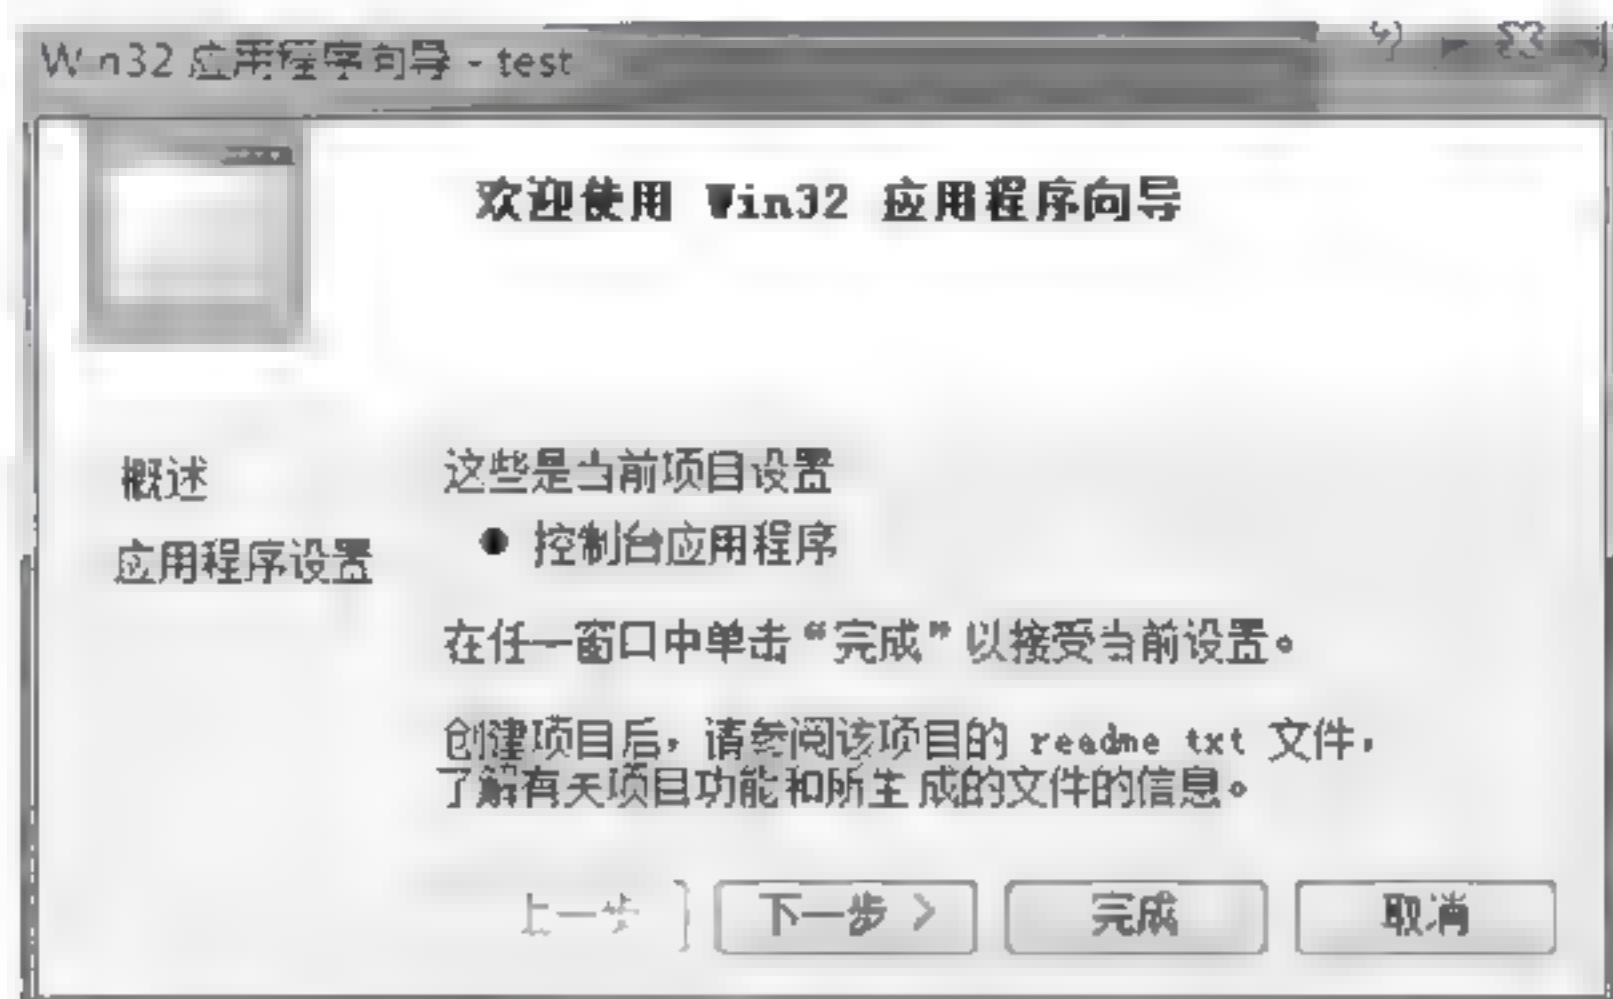 Win32 应用程序向导 - test
欢迎使用 Win32 应用程序向导
概述
应用程序设置
这些是当前项目设置
● 控制台应用程序
在任一窗口中单击“完成”以接受当前设置。
创建项目后，请参阅该项目的 readme txt 文件，
了解有关项目功能和所生成的文件的信息。
上一步
下一步 >
完成
取消